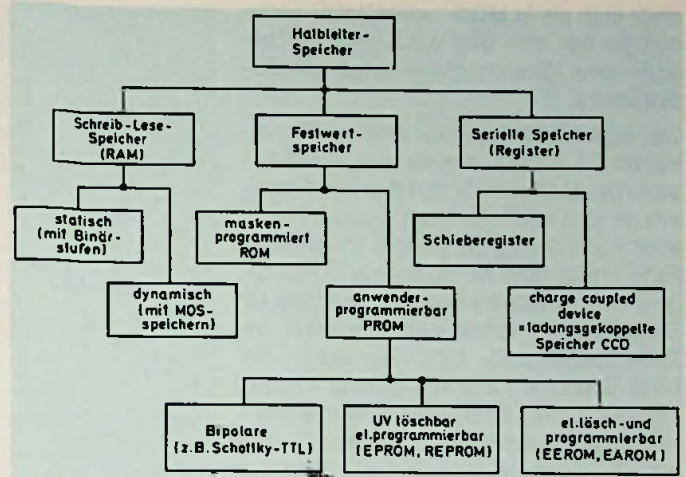 Halbleiter-
Speicher
Schreib-Lese-
Speicher
(RAM)
Festwert-
speicher
Serielle Speicher
(Register)
statisch
(mit Binär-
stufen)
dynamisch
(mit MOS-
speichern)
masken-
programmiert
ROM
anwender-
programmierbar
PROM
Schieberegister
charge coupled
device
=ladungsgekoppelte
Speicher CCD
Bipolare
(z.B. Schottky-TTL)
UV löschbar
el.programmierbar
(EPROM, REPROM)
el.lösch-und
programmierbar
(EEROM, EAROM)